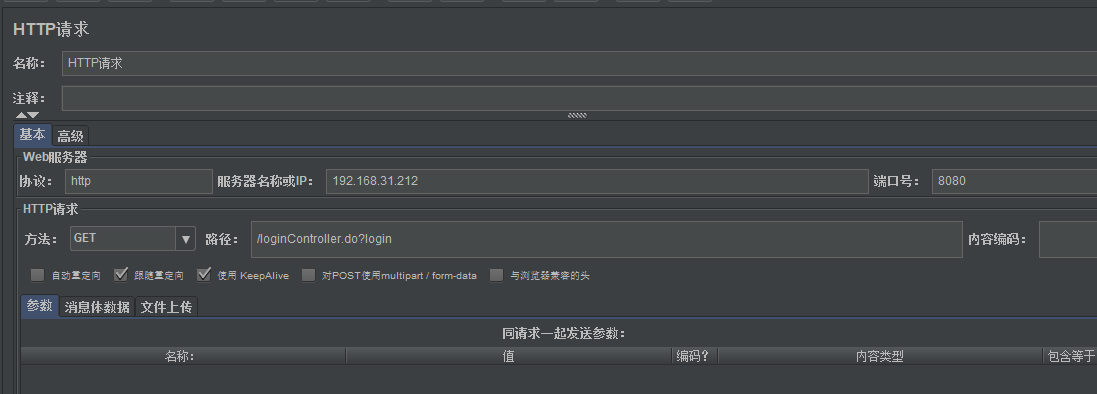 HTTP请求
名称： HTTP请求
注释：
基本 高级
Web服务器
协议： http 服务器名称或IP： 192.168.31.212 端口号： 8080
HTTP请求
方法： GET 路径： /loginController.do?login 内容编码：
自动重定向 跟随重定向 使用 KeepAlive 对POST使用multipart / form-data 与浏览器兼容的头
参数 消息体数据 文件上传
同请求一起发送参数：
名称： 值 编码？ 内容类型 包含等于